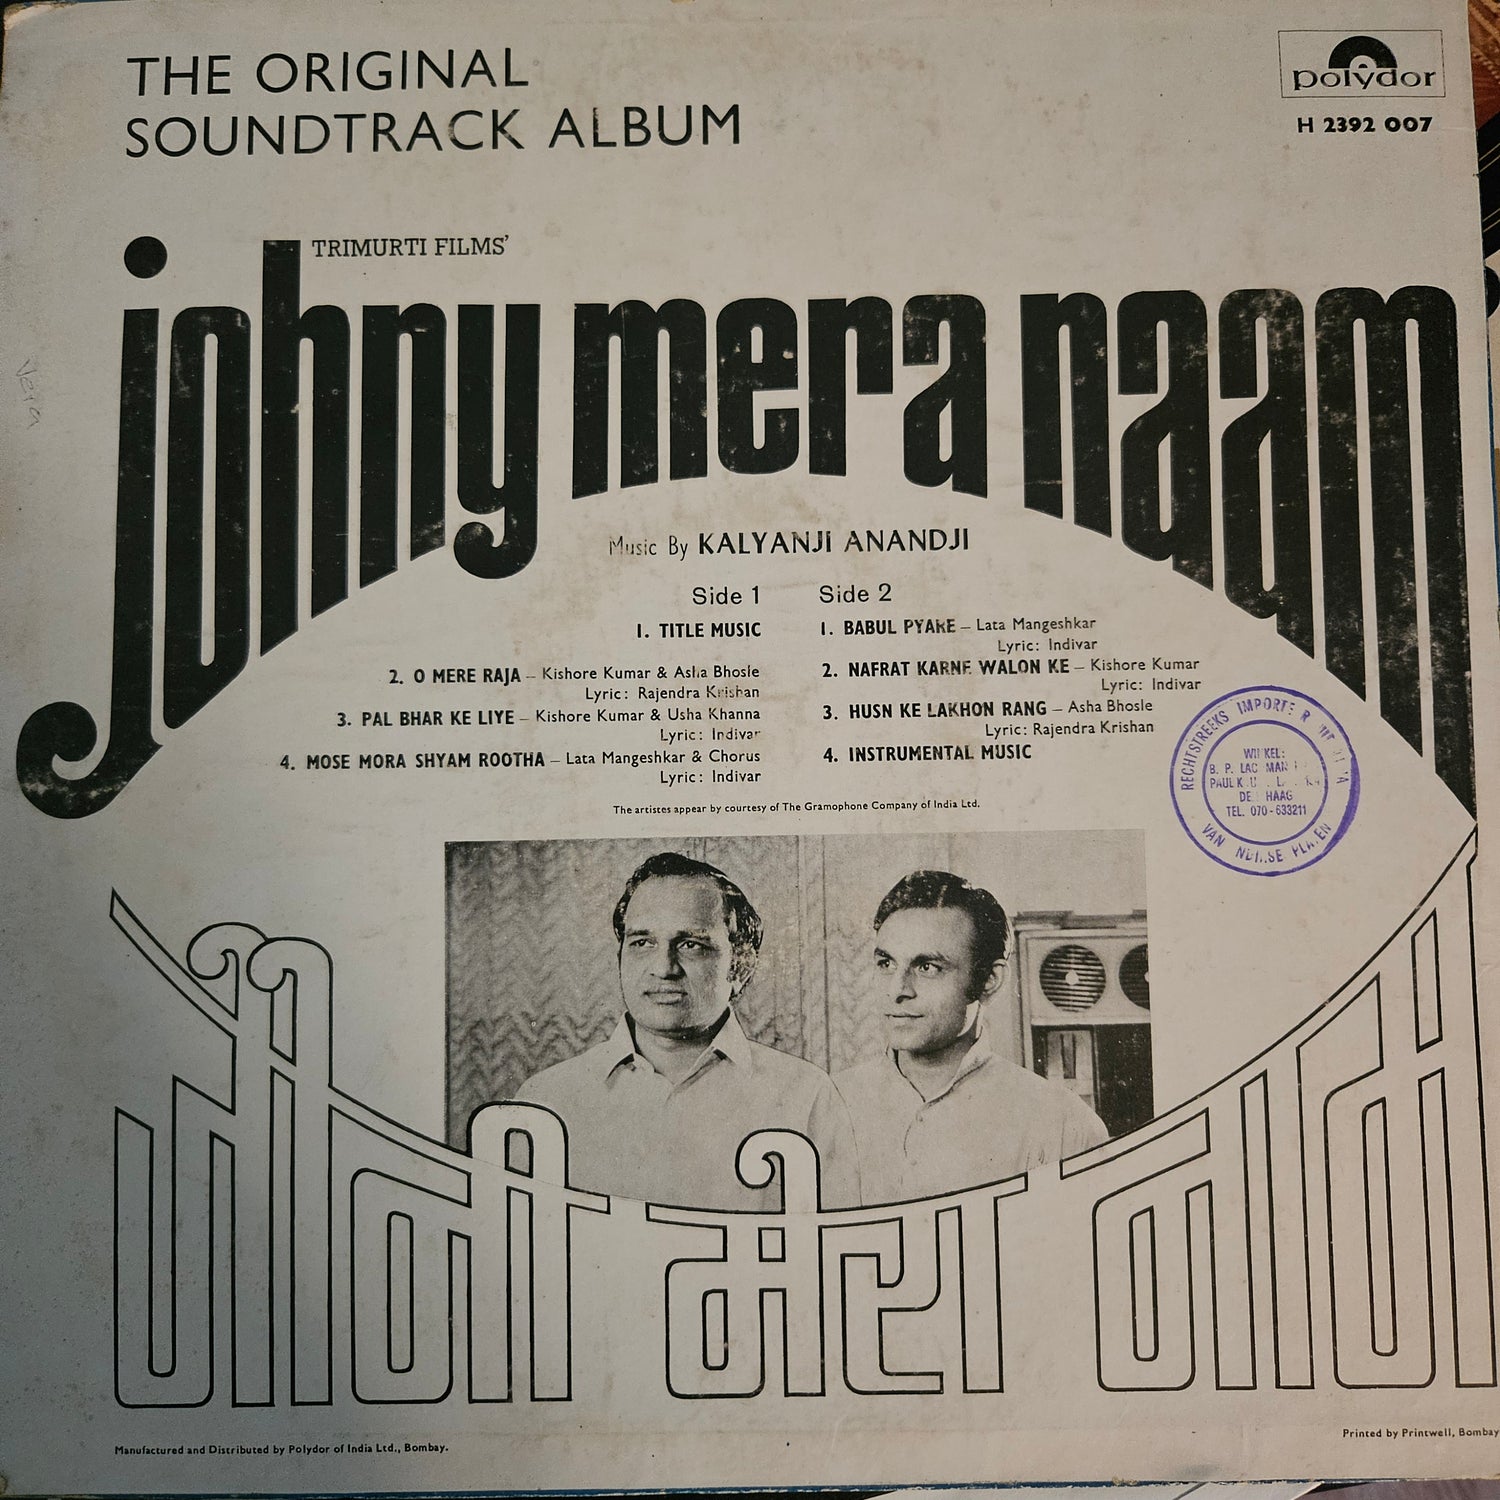 THE ORIGINAL
SOUNDTRACK ALBUM
polydor
H 2392 007
TRIMURTI FILMS'
johny mera naam
Music By KALYANJI ANANDJI
Side 1
1. TITLE MUSIC
2. O MERE RAJA – Kishore Kumar & Asha Bhosle
Lyric: Rajendra Krishan
3. PAL BHAR KE LIYE – Kishore Kumar & Usha Khanna
Lyric: Indivar
4. MOSE MORA SHYAM ROOTHA – Lata Mangeshkar & Chorus
Lyric: Indivar
Side 2
1. BABUL PYARE – Lata Mangeshkar
Lyric: Indivar
2. NAFRAT KARNE WALON KE – Kishore Kumar
Lyric: Indivar
3. HUSN KE LAKHON RANG – Asha Bhosle
Lyric: Rajendra Krishan
4. INSTRUMENTAL MUSIC
The artistes appear by courtesy of The Gramophone Company of India Ltd.
RECHTSTREEKS IMPORTE
WINKEL:
B. P.
DE HAAG
TEL. 070-633211
VAN
जॉनी मेरा नाम
Manufactured and Distributed by Polydor of India Ltd., Bombay.
Printed by Printwell, Bombay